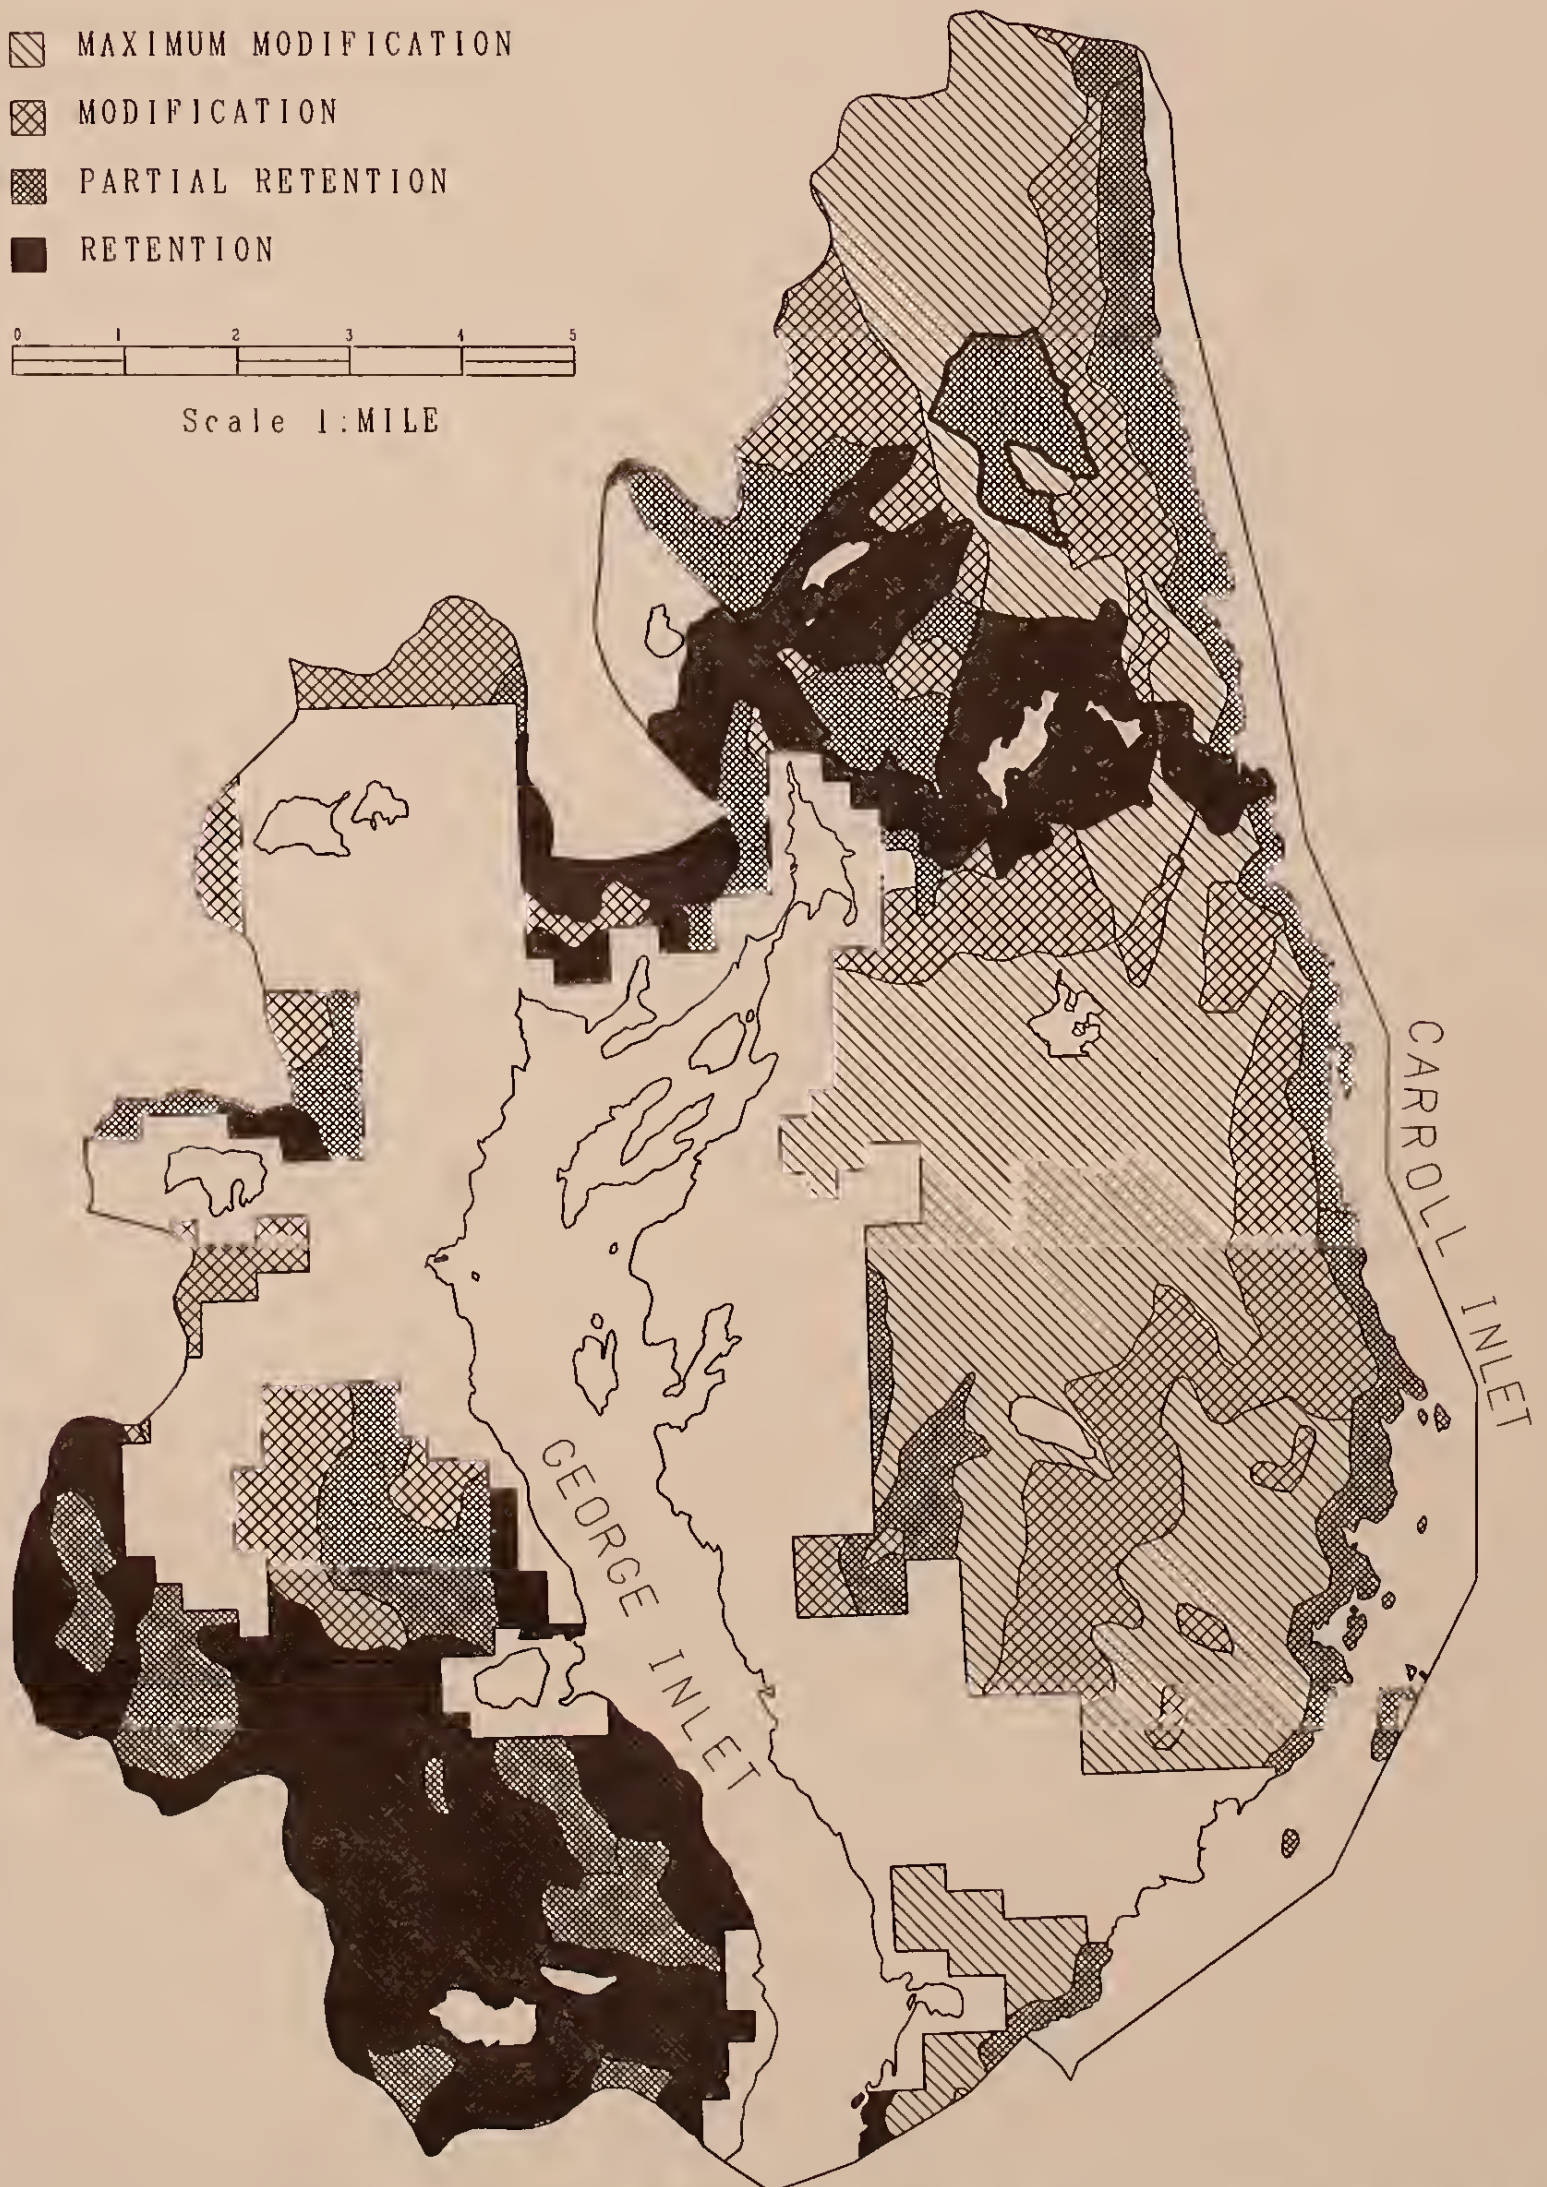 MAXIMUM MODIFICATION
MODIFICATION
PARTIAL RETENTION
RETENTION
0 1 2 3 4 5
Scale 1:MILE
CARROLL INLET
GEORGE INLET